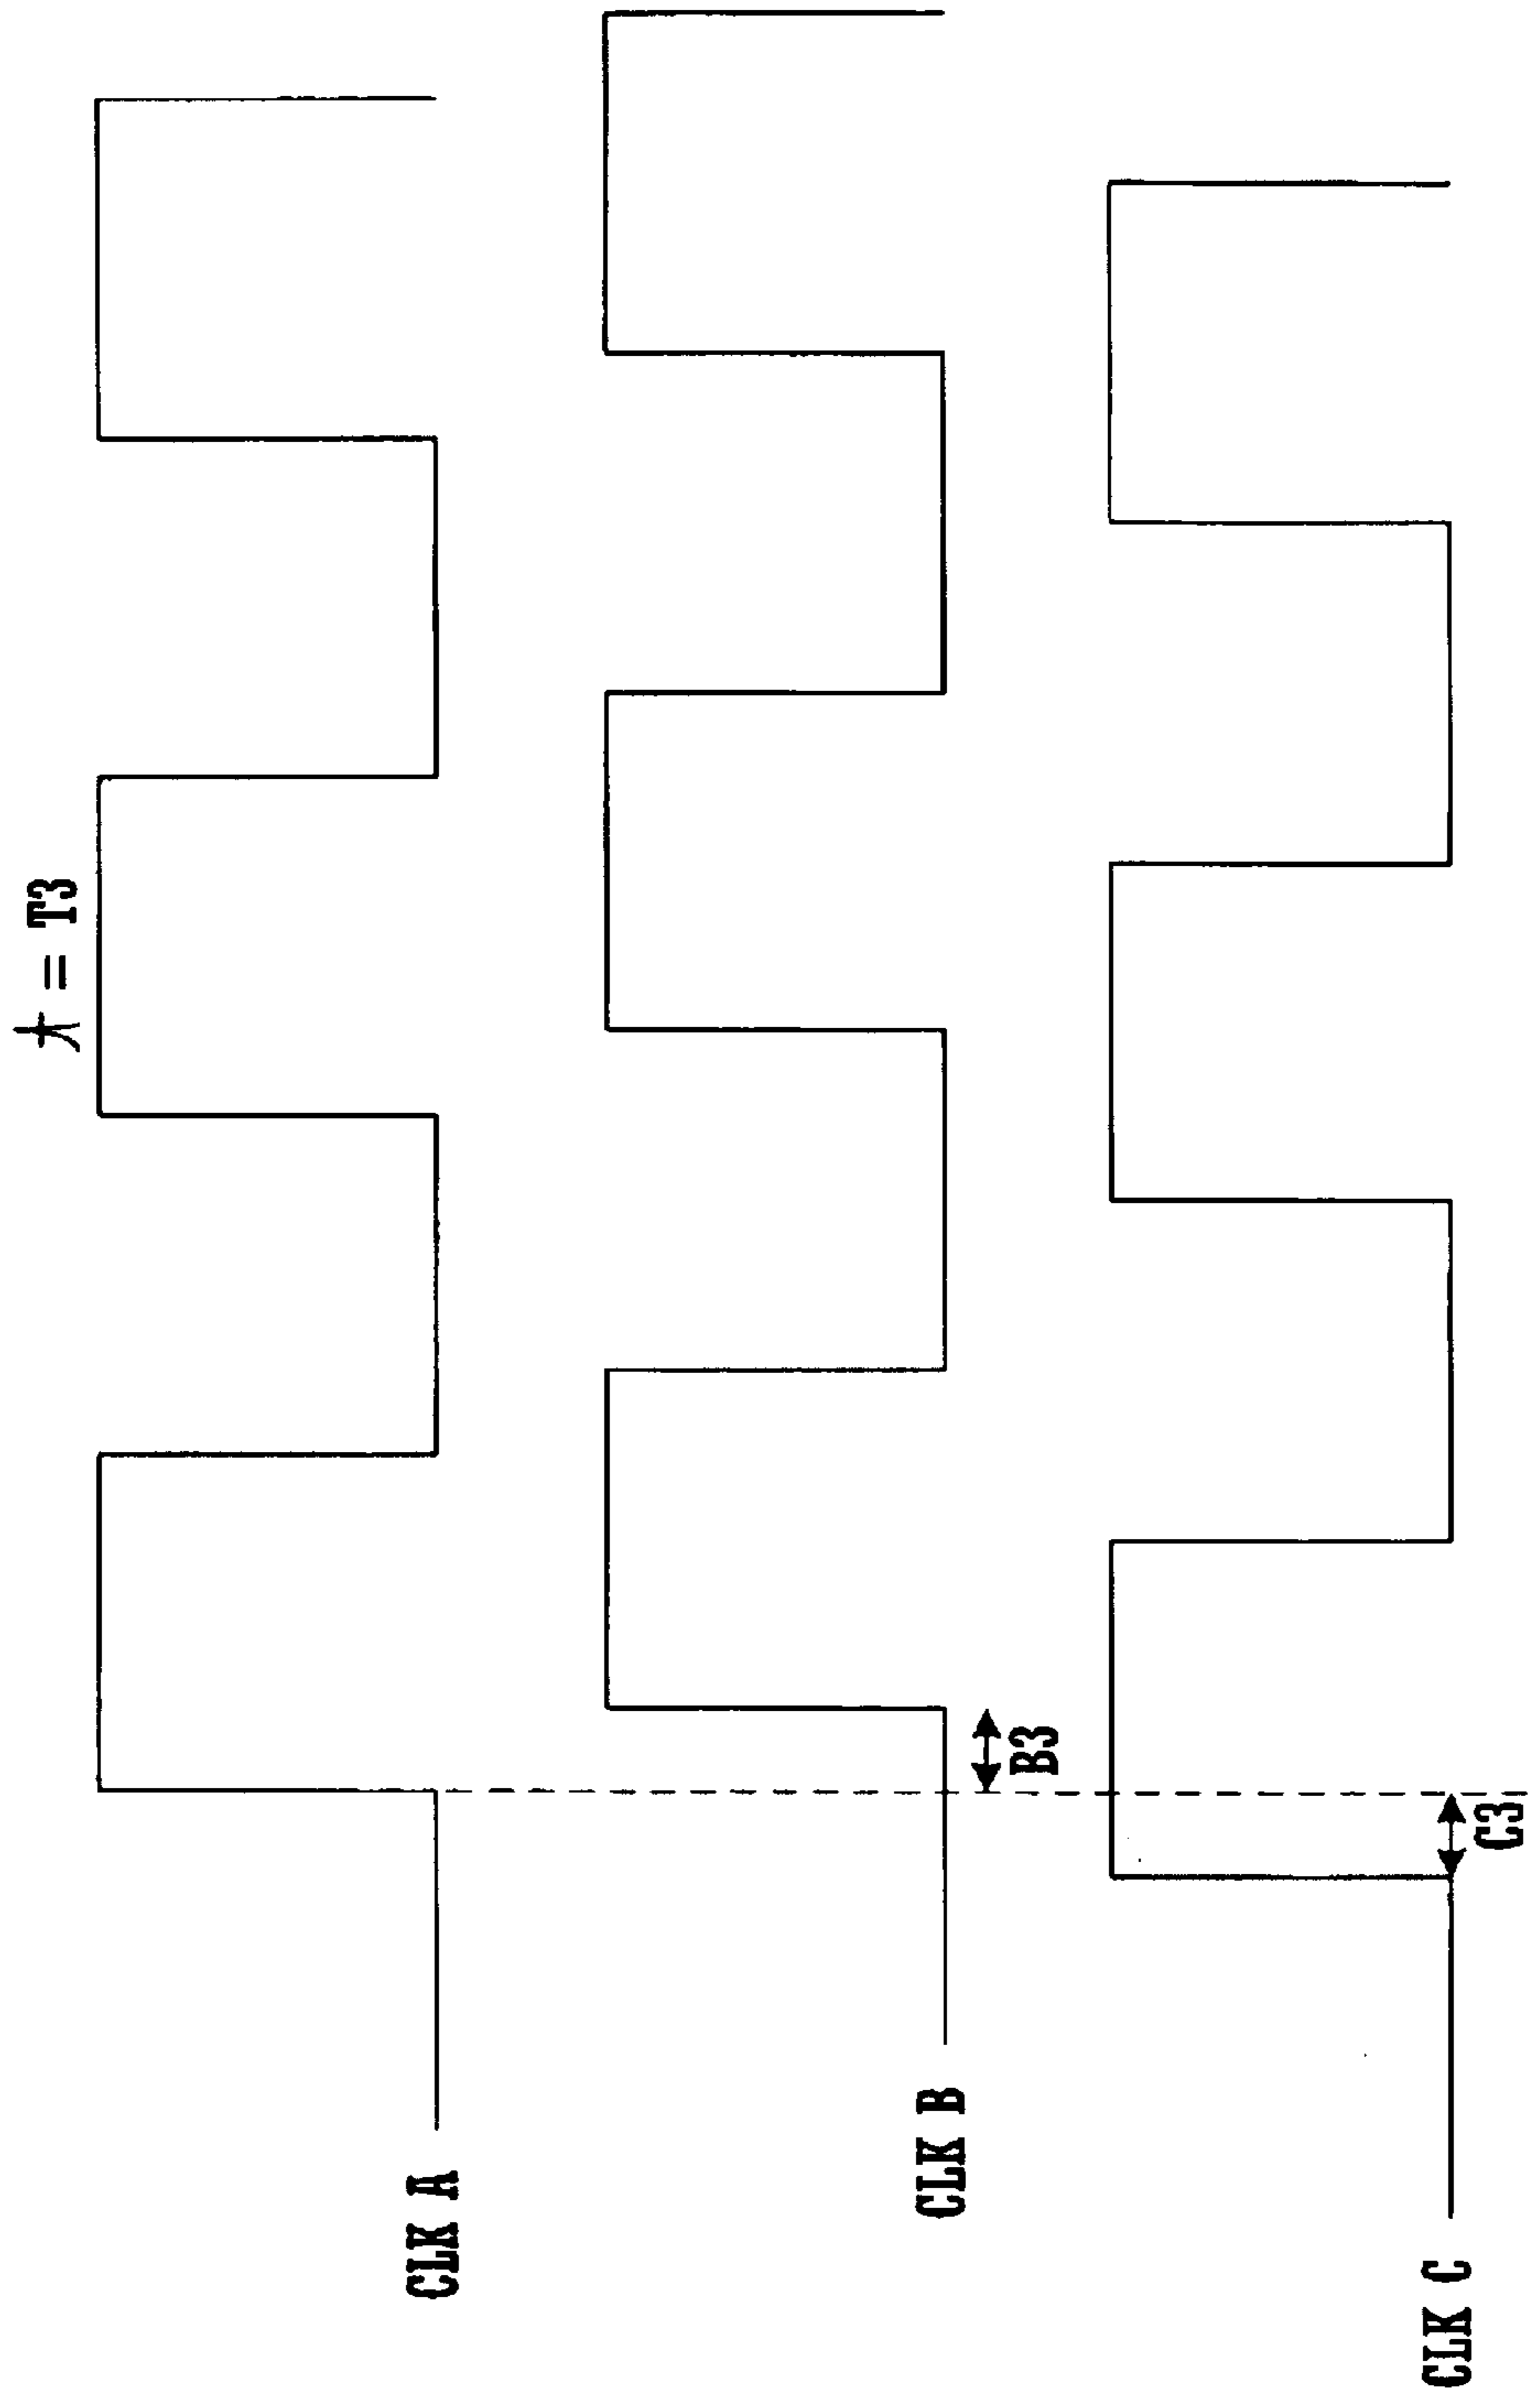 t = T3
CLK A
CLK B
B3
CLK C
C3